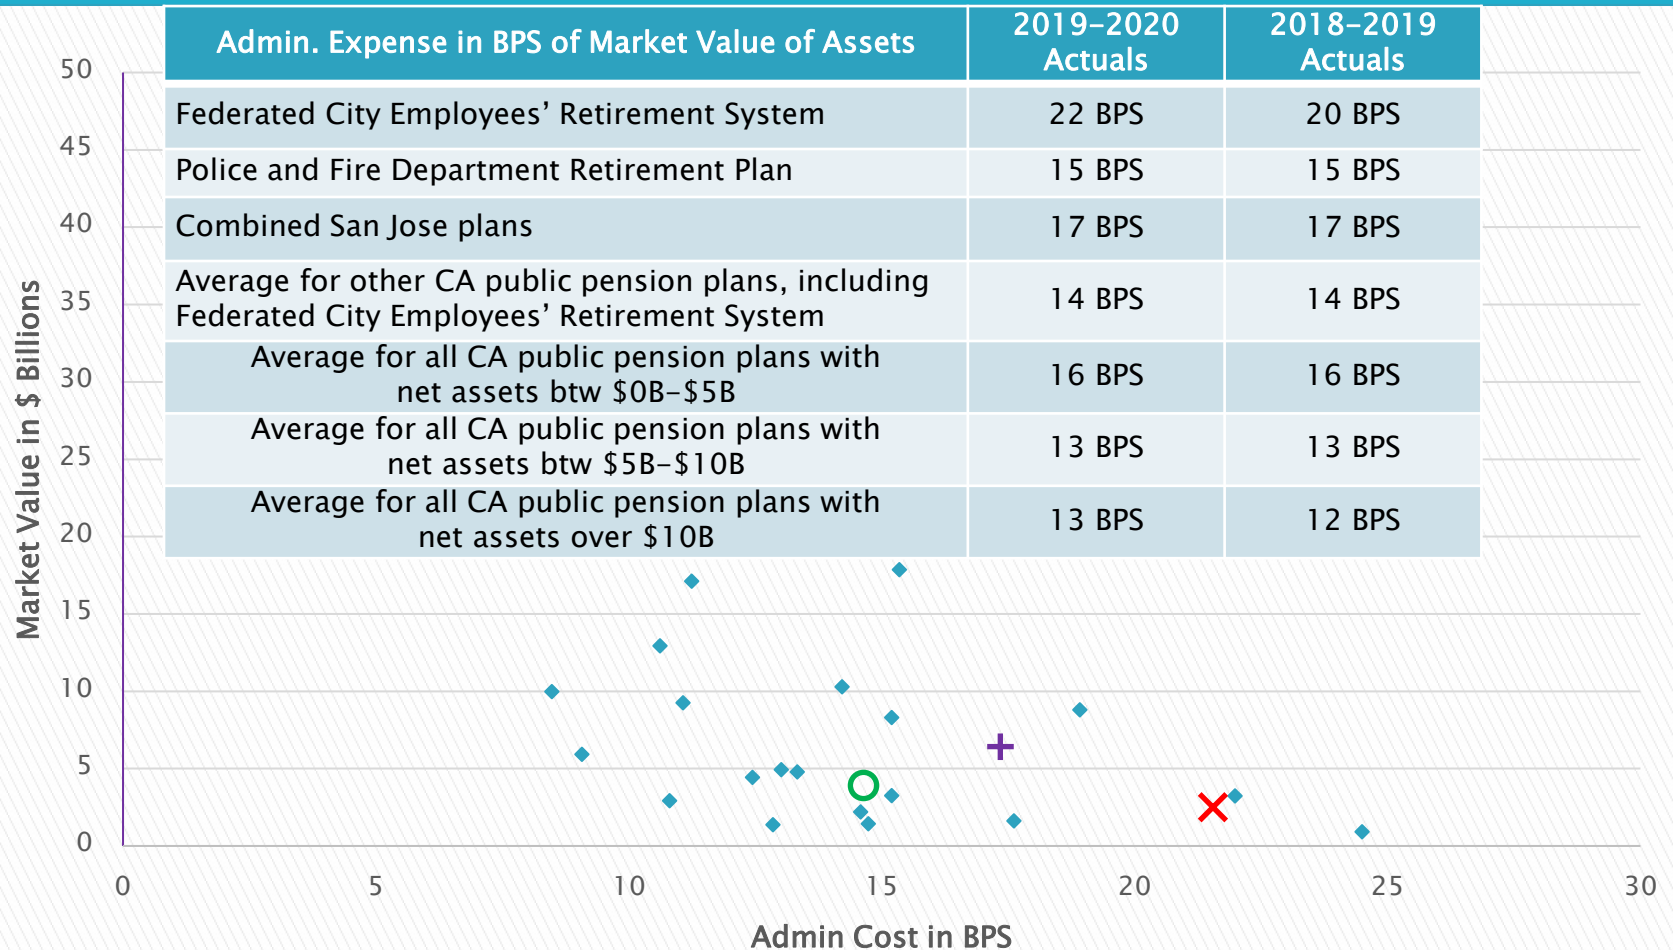 Admin. Expense in BPS of Market Value of Assets
2019-2020
Actuals
2018-2019
Actuals
Federated City Employees’ Retirement System
22 BPS
20 BPS
Police and Fire Department Retirement Plan
15 BPS
15 BPS
Combined San Jose plans
17 BPS
17 BPS
Average for other CA public pension plans, including
Federated City Employees’ Retirement System
14 BPS
14 BPS
Average for all CA public pension plans with
net assets btw $0B-$5B
16 BPS
16 BPS
Average for all CA public pension plans with
net assets btw $5B-$10B
13 BPS
13 BPS
Average for all CA public pension plans with
net assets over $10B
13 BPS
12 BPS
Market Value in $ Billions
50
45
40
35
30
25
20
15
10
5
0
0
5
10
15
20
25
30
Admin Cost in BPS